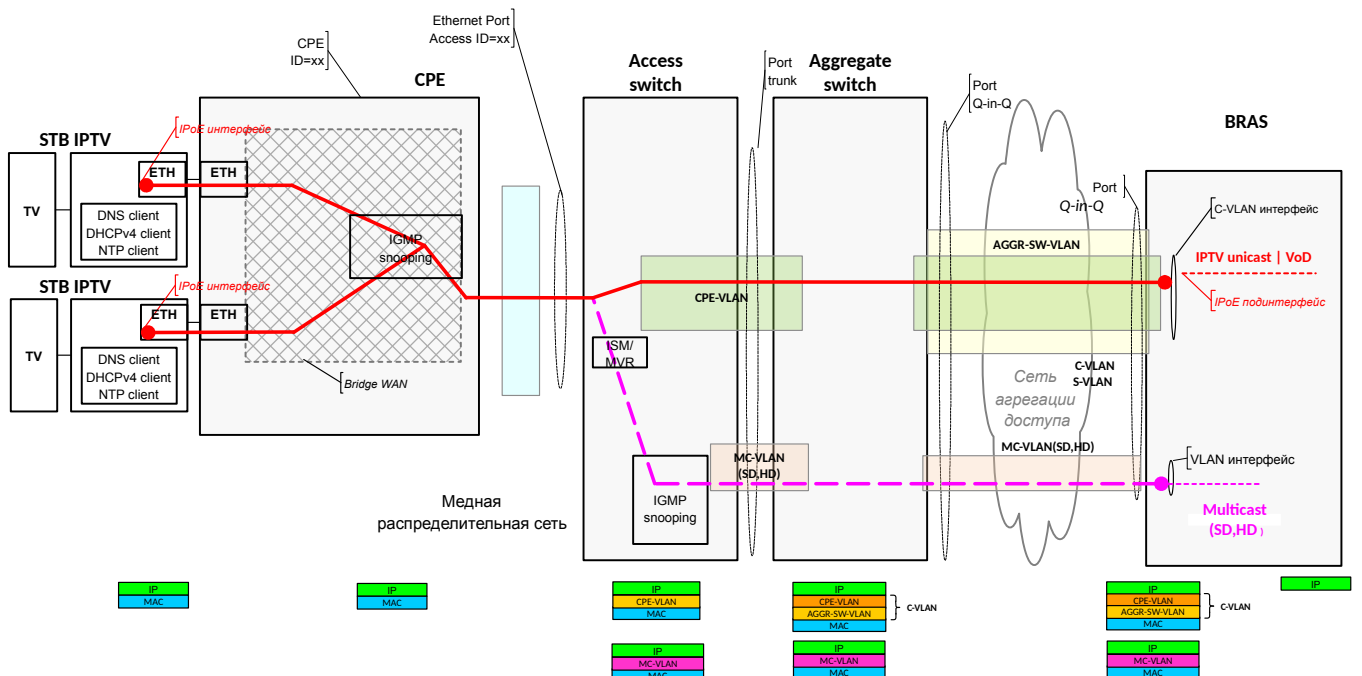 Ethernet Port
Access ID=xx
CPE
ID=xx
CPE
Access
switch
Port
trunk
Aggregate
switch
Port
Q-in-Q
BRAS
IPoE интерфейс
STB IPTV
ETH
ETH
TV
DNS client
DHCPv4 client
NTP client
IGMP
snooping
Port
Q-in-Q
C-VLAN интерфейс
AGGR-SW-VLAN
IPTV unicast | VoD
IPoE подинтерфейс
CPE-VLAN
STB IPTV
IPoE интерфейс
ETH
ETH
TV
DNS client
DHCPv4 client
NTP client
Bridge WAN
ISM/
MVR
C-VLAN
S-VLAN
Сеть
агрегации
доступа
MC-VLAN
(SD,HD)
MC-VLAN(SD,HD)
VLAN интерфейс
IGMP
snooping
Медная
распределительная сеть
Multicast
(SD,HD)
IP
MAC
IP
MAC
IP
CPE-VLAN
MAC
IP
CPE-VLAN
AGGR-SW-VLAN
MAC
C-VLAN
IP
CPE-VLAN
AGGR-SW-VLAN
MAC
C-VLAN
IP
IP
MC-VLAN
MAC
IP
MC-VLAN
MAC
IP
MC-VLAN
MAC